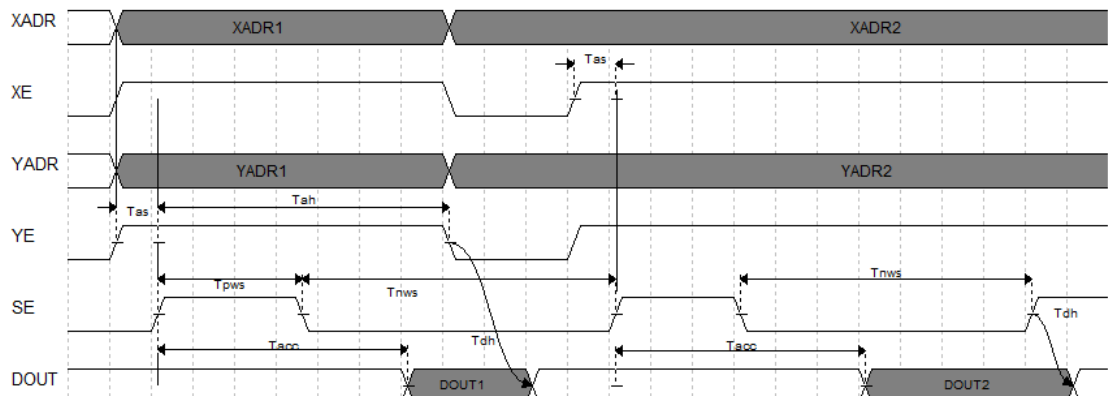 XADR
XADR1
XADR2
Tas
XE
YADR
YADR1
YADR2
Tas
Tah
YE
Tpws
Tnws
Tnws
SE
Tdh
Tdh
Tacc
Tacc
DOUT
DOUT1
DOUT2